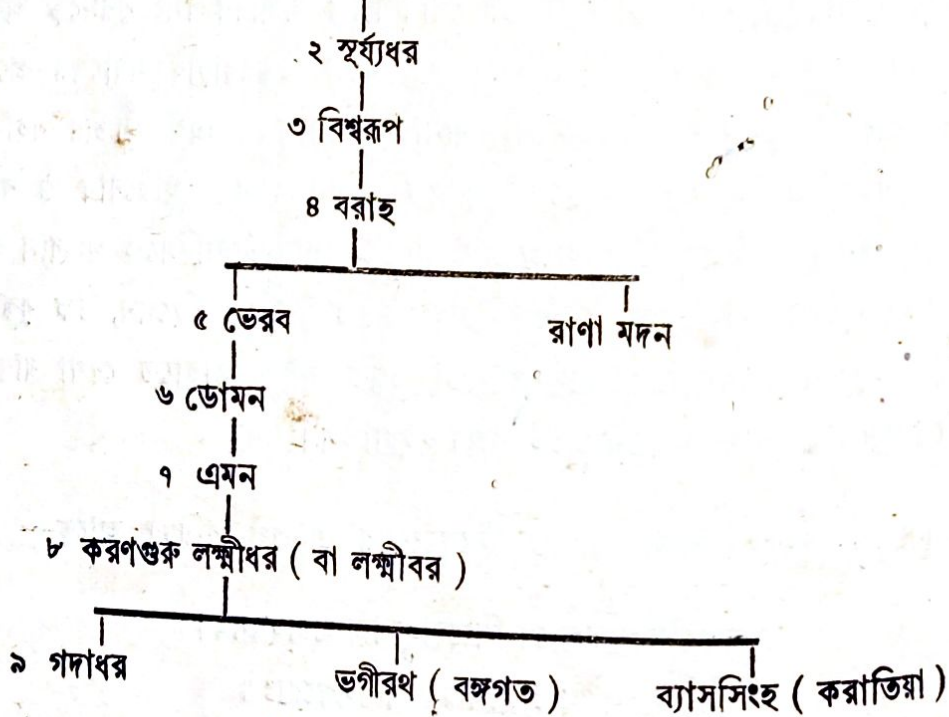 ২ সূর্য্যধর
৩ বিশ্বরূপ
৪ বরাহ
৫ ভৈরব
রাণা মদন
৬ ডোমন
৭ এমন
৮ করণগুরু লক্ষ্মীধর ( বা লক্ষ্মীবর )
৯ গদাধর
ভগীরথ ( বঙ্গগত )
ব্যাসসিংহ ( করাতিয়া )